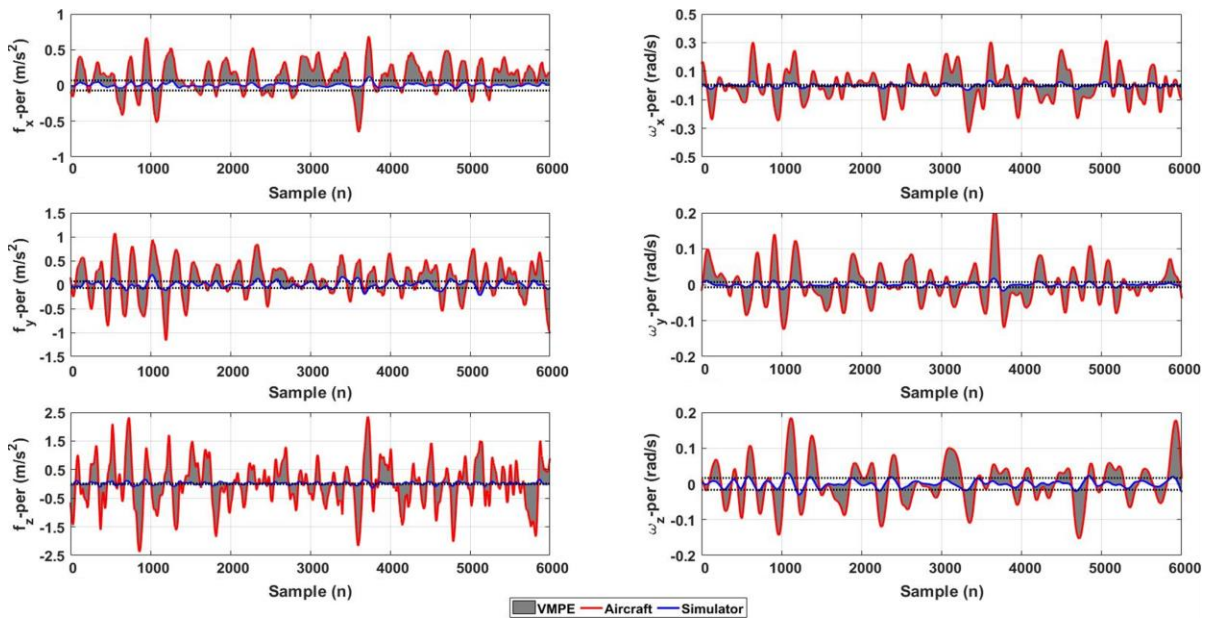 f_x-per (m/s²)
1
0.5
0
-0.5
-1
0 1000 2000 3000 4000 5000 6000
Sample (n)
ω_x-per (rad/s)
0.5
0.3
0.1
-0.1
-0.3
-0.5
0 1000 2000 3000 4000 5000 6000
Sample (n)
f_y-per (m/s²)
1.5
1
0.5
0
-0.5
-1
-1.5
0 1000 2000 3000 4000 5000 6000
Sample (n)
ω_y-per (rad/s)
0.2
0.1
0
-0.1
-0.2
0 1000 2000 3000 4000 5000 6000
Sample (n)
f_z-per (m/s²)
2.5
1.5
0.5
-0.5
-1.5
-2.5
0 1000 2000 3000 4000 5000 6000
Sample (n)
ω_z-per (rad/s)
0.2
0.1
0
-0.1
-0.2
0 1000 2000 3000 4000 5000 6000
Sample (n)
VMPE Aircraft Simulator